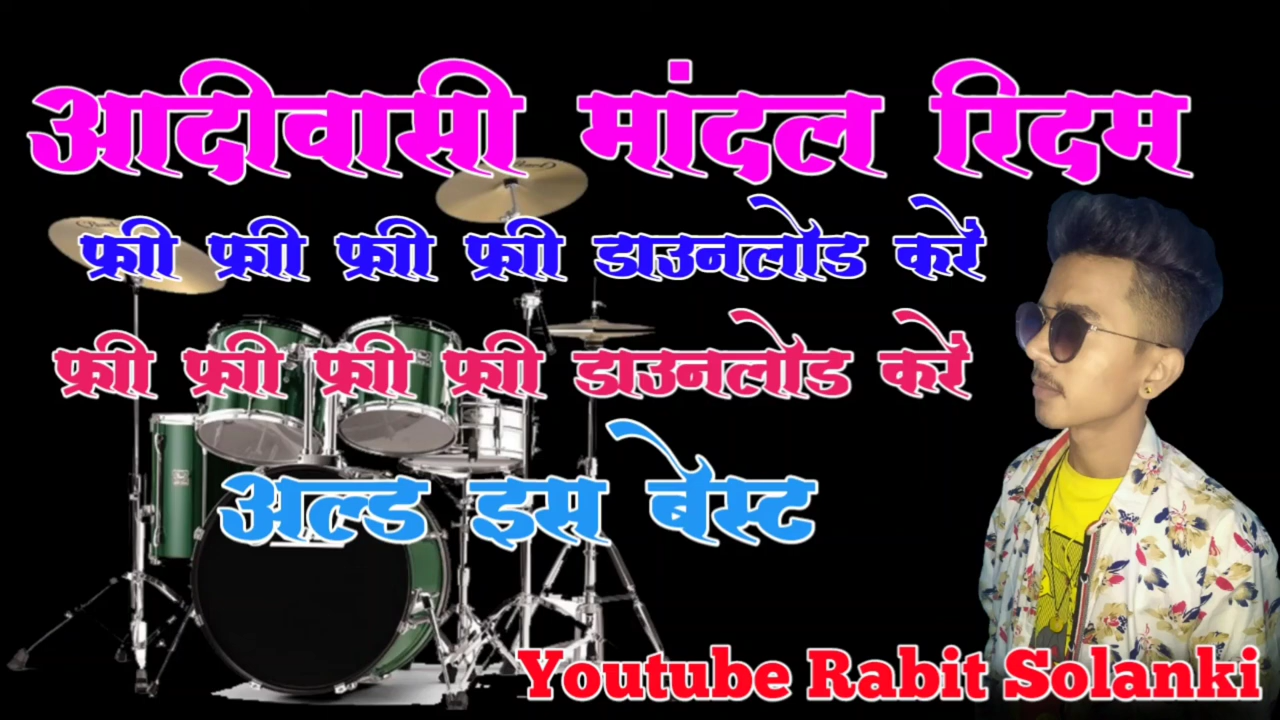 आदीवासी मांदल रिदम
फ्री फ्री फ्री फ्री डाउनलोड करें
फ्री फ्री फ्री फ्री डाउनलोड करें
अल्ड इस बेस्ट
Youtube Rabit Solanki